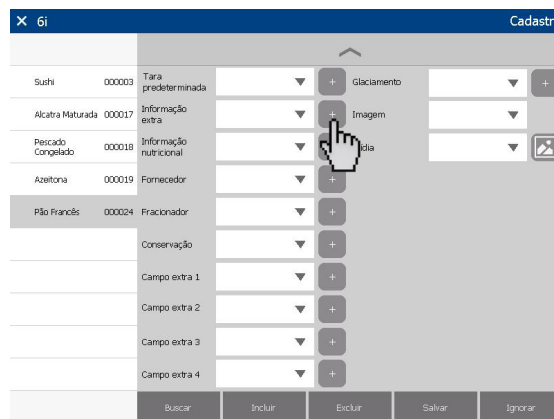 × 6i
Cadastr
Sushi 000003
Tara
predeterminada
+
Glaciamento
+
Alcatra Maturada 000017
Informação
extra
+
Imagem
Pescado
Congelado
000018
Informação
nutricional
ídia
Azeitona 000019
Fornecedor
+
Pão Francês 000024
Fracionador
+
Conservação
+
Campo extra 1
+
Campo extra 2
+
Campo extra 3
+
Campo extra 4
+
Buscar
Incluir
Excluir
Salvar
Ignorar